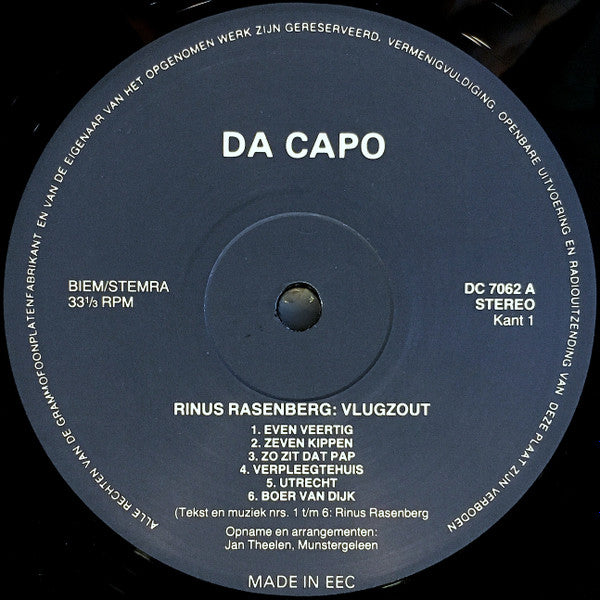 ALLE RECHTEN VAN DE GRAMMOFOONPLATENFABRIKANT EN VAN DE EIGENAAR VAN HET OPGENOMEN WERK ZIJN GERESERVEERD. VERMENIGVULDIGING, OPENBARE UITVOERING EN RADIOUITZENDING VAN DEZE PLAAT ZIJN VERBODEN
DA CAPO
BIEM/STEMRA
33⅓ RPM
DC 7062 A
STEREO
Kant 1
RINUS RASENBERG: VLUGZOUT
1. EVEN VEERTIG
2. ZEVEN KIPPEN
3. ZO ZIT DAT PAP
4. VERPLEEGTEHUIS
5. UTRECHT
6. BOER VAN DIJK
(Tekst en muziek nrs. 1 t/m 6: Rinus Rasenberg
Opname en arrangementen:
Jan Theelen, Munstergeleen
MADE IN EEC